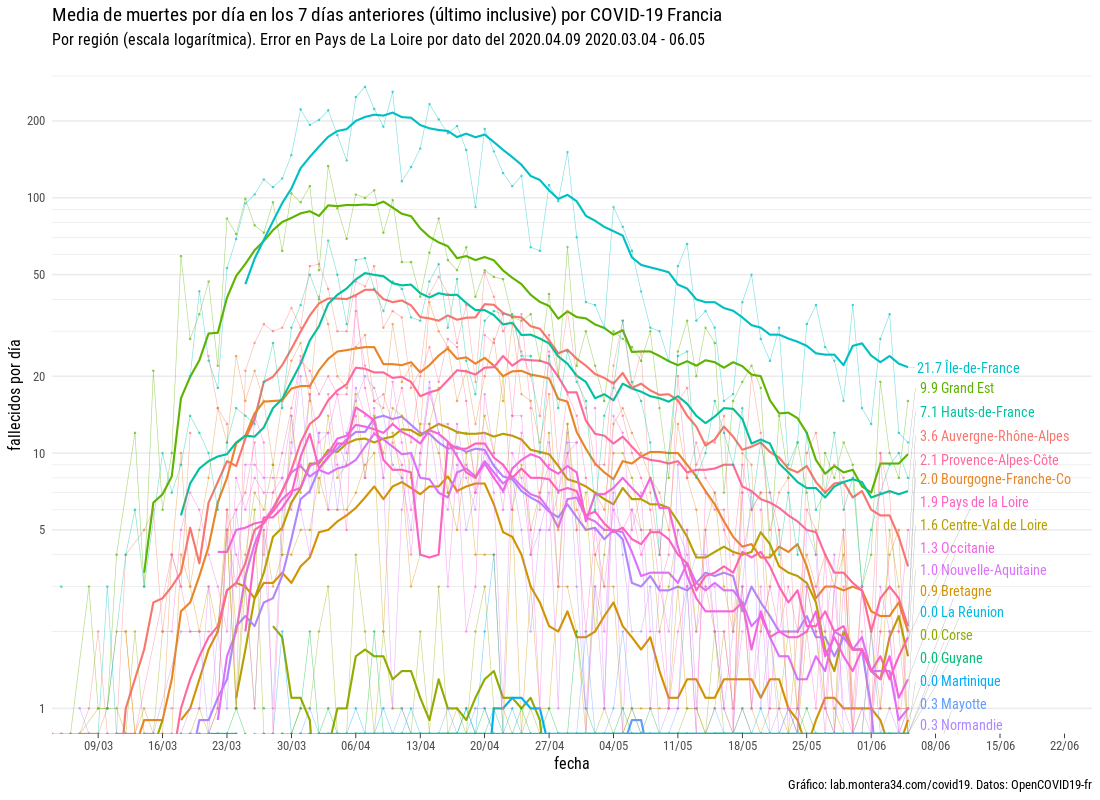 Media de muertes por día en los 7 días anteriores (último inclusive) por COVID-19 Francia
Por región (escala logarítmica). Error en Pays de La Loire por dato del 2020.04.09 2020.03.04 - 06.05
fallecidos por día
200
100
50
20
10
5
1
21.7 Île-de-France
9.9 Grand Est
7.1 Hauts-de-France
3.6 Auvergne-Rhône-Alpes
2.1 Provence-Alpes-Côte
2.0 Bourgogne-Franche-Co
1.9 Pays de la Loire
1.6 Centre-Val de Loire
1.3 Occitanie
1.0 Nouvelle-Aquitaine
0.9 Bretagne
0.0 La Réunion
0.0 Corse
0.0 Guyane
0.0 Martinique
0.3 Mayotte
0.3 Normandie
09/03 16/03 23/03 30/03 06/04 13/04 20/04 27/04 04/05 11/05 18/05 25/05 01/06 08/06 15/06 22/06
fecha
Gráfico: lab.montera34.com/covid19. Datos: OpenCOVID19-fr